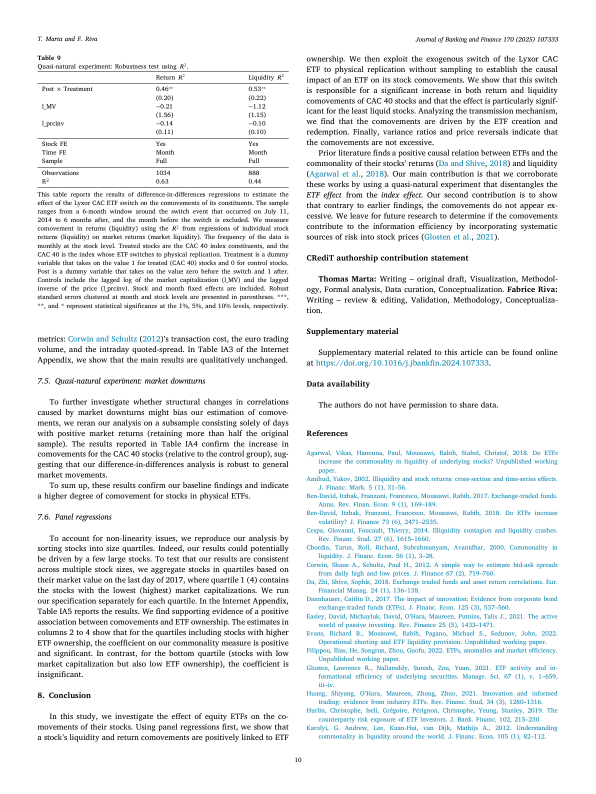 T. Marta and F. Riva
Journal of Banking and Finance 170 (2025) 107333
Table 9
Quasi-natural experiment: Robustness test using R².
Return R² Liquidity R²
Post × Treatment 0.46** 0.53**
(0.20) (0.22)
l_MV −0.21 −1.12
(1.56) (1.15)
l_prcinv −0.14 −0.10
(0.11) (0.10)
Stock FE Yes Yes
Time FE Month Month
Sample Full Full
Observations 1034 888
R² 0.63 0.44
This table reports the results of difference-in-differences regressions to estimate the
effect of the Lyxor CAC ETF switch on the comovements of its constituents. The
sample ranges from a 6-month window around the switch event that occurred on July 11,
2014 to 6 months after, and the month before the switch is excluded. We measure
comovement in returns (liquidity) using the R² from regressions of individual stock
returns (liquidity) on market returns (market liquidity). The frequency of the data is
monthly at the stock level. Treated stocks are the CAC 40 index constituents, and the
CAC 40 is the index whose ETF switches to physical replication. Treatment is a dummy
variable that takes on the value 1 for treated (CAC 40) stocks and 0 for control stocks.
Post is a dummy variable that takes on the value zero before the switch and 1 after.
Controls include the lagged log of the market capitalization (l_MV) and the lagged
inverse of the price (l_prcinv). Stock and month fixed effects are included. Robust
standard errors clustered at month and stock levels are presented in parentheses. ***,
**, and * represent statistical significance at the 1%, 5%, and 10% levels, respectively.
metrics: Corwin and Schultz (2012)'s transaction cost, the euro trading
volume, and the intraday quoted-spread. In Table IA3 of the Internet
Appendix, we show that the main results are qualitatively unchanged.
7.5. Quasi-natural experiment: market downturns
To further investigate whether structural changes in correlations
caused by market downturns might bias our estimation of comove-
ments, we reran our analysis on a subsample consisting solely of days
with positive market returns (retaining more than half the original
sample). The results reported in Table IA4 confirm the increase in
comovements for the CAC 40 stocks (relative to the control group), sug-
gesting that our difference-in-differences analysis is robust to general
market movements.
To sum up, these results confirm our baseline findings and indicate
a higher degree of comovement for stocks in physical ETFs.
7.6. Panel regressions
To account for non-linearity issues, we reproduce our analysis by
sorting stocks into size quartiles. Indeed, our results could potentially
be driven by a few large stocks. To test that our results are consistent
across multiple stock sizes, we aggregate stocks in quartiles based on
their market value on the last day of 2017, where quartile 1 (4) contains
the stocks with the lowest (highest) market capitalizations. We run
our specification separately for each quartile. In the Internet Appendix,
Table IA5 reports the results. We find supporting evidence of a positive
association between comovements and ETF ownership. The estimates in
columns 2 to 4 show that for the quartiles including stocks with higher
ETF ownership, the coefficient on our commonality measure is positive
and significant. In contrast, for the bottom quartile (stocks with low
market capitalization but also low ETF ownership), the coefficient is
insignificant.
8. Conclusion
In this study, we investigate the effect of equity ETFs on the co-
movements of their stocks. Using panel regressions first, we show that
a stock's liquidity and return comovements are positively linked to ETF
ownership. We then exploit the exogenous switch of the Lyxor CAC
ETF to physical replication without sampling to establish the causal
impact of an ETF on its stock comovements. We show that this switch
is responsible for a significant increase in both return and liquidity
comovements of CAC 40 stocks and that the effect is particularly signif-
icant for the least liquid stocks. Analyzing the transmission mechanism,
we find that the comovements are driven by the ETF creation and
redemption. Finally, variance ratios and price reversals indicate that
the comovements are not excessive.
Prior literature finds a positive causal relation between ETFs and the
commonality of their stocks' returns (Da and Shive, 2018) and liquidity
(Agarwal et al., 2018). Our main contribution is that we corroborate
these works by using a quasi-natural experiment that disentangles the
ETF effect from the index effect. Our second contribution is to show
that contrary to earlier findings, the comovements do not appear ex-
cessive. We leave for future research to determine if the comovements
contribute to the information efficiency by incorporating systematic
sources of risk into stock prices (Glosten et al., 2021).
CRediT authorship contribution statement
Thomas Marta: Writing – original draft, Visualization, Methodol-
ogy, Formal analysis, Data curation, Conceptualization. Fabrice Riva:
Writing – review & editing, Validation, Methodology, Conceptualiza-
tion.
Supplementary material
Supplementary material related to this article can be found online
at https://doi.org/10.1016/j.jbankfin.2024.107333.
Data availability
The authors do not have permission to share data.
References
Agarwal, Vikas, Hanouna, Paul, Moussawi, Rabih, Stahel, Christof, 2018. Do ETFs
increase the commonality in liquidity of underlying stocks? Unpublished working
paper.
Amihud, Yakov, 2002. Illiquidity and stock returns: cross-section and time-series effects.
J. Financ. Mark. 5 (1), 31–56.
Ben-David, Itzhak, Franzoni, Francesco, Moussawi, Rabih, 2017. Exchange-traded funds.
Annu. Rev. Finan. Econ. 9 (1), 169–189.
Ben-David, Itzhak, Franzoni, Francesco, Moussawi, Rabih, 2018. Do ETFs increase
volatility? J. Finance 73 (6), 2471–2535.
Cespa, Giovanni, Foucault, Thierry, 2014. Illiquidity contagion and liquidity crashes.
Rev. Financ. Stud. 27 (6), 1615–1660.
Chordia, Tarun, Roll, Richard, Subrahmanyam, Avanidhar, 2000. Commonality in
liquidity. J. Financ. Econ. 56 (1), 3–28.
Corwin, Shane A., Schultz, Paul H., 2012. A simple way to estimate bid-ask spreads
from daily high and low prices. J. Finance 67 (2), 719–760.
Da, Zhi, Shive, Sophie, 2018. Exchange traded funds and asset return correlations. Eur.
Financial Manag. 24 (1), 136–138.
Dannhauser, Caitlin D., 2017. The impact of innovation: Evidence from corporate bond
exchange-traded funds (ETFs). J. Financ. Econ. 125 (3), 537–560.
Easley, David, Michayluk, David, O'Hara, Maureen, Putnins, Talis J., 2021. The active
world of passive investing. Rev. Finance 25 (5), 1433–1471.
Evans, Richard B., Moussawi, Rabih, Pagano, Michael S., Sedunov, John, 2022.
Operational shorting and ETF liquidity provision. Unpublished working paper.
Filippou, Ilias, He, Songrun, Zhou, Guofu, 2022. ETFs, anomalies and market efficiency.
Unpublished working paper.
Glosten, Lawrence R., Nallareddy, Suresh, Zou, Yuan, 2021. ETF activity and in-
formational efficiency of underlying securities. Manage. Sci. 67 (1), v, 1–659,
iii–iv.
Huang, Shiyang, O'Hara, Maureen, Zhong, Zhuo, 2021. Innovation and informed
trading: evidence from industry ETFs. Rev. Financ. Stud. 34 (3), 1280–1316.
Hurlin, Christophe, Iseli, Grégoire, Pérignon, Christophe, Yeung, Stanley, 2019. The
counterparty risk exposure of ETF investors. J. Bank. Financ. 102, 215–230.
Karolyi, G. Andrew, Lee, Kuan-Hui, van Dijk, Mathijs A., 2012. Understanding
commonality in liquidity around the world. J. Financ. Econ. 105 (1), 82–112.
10